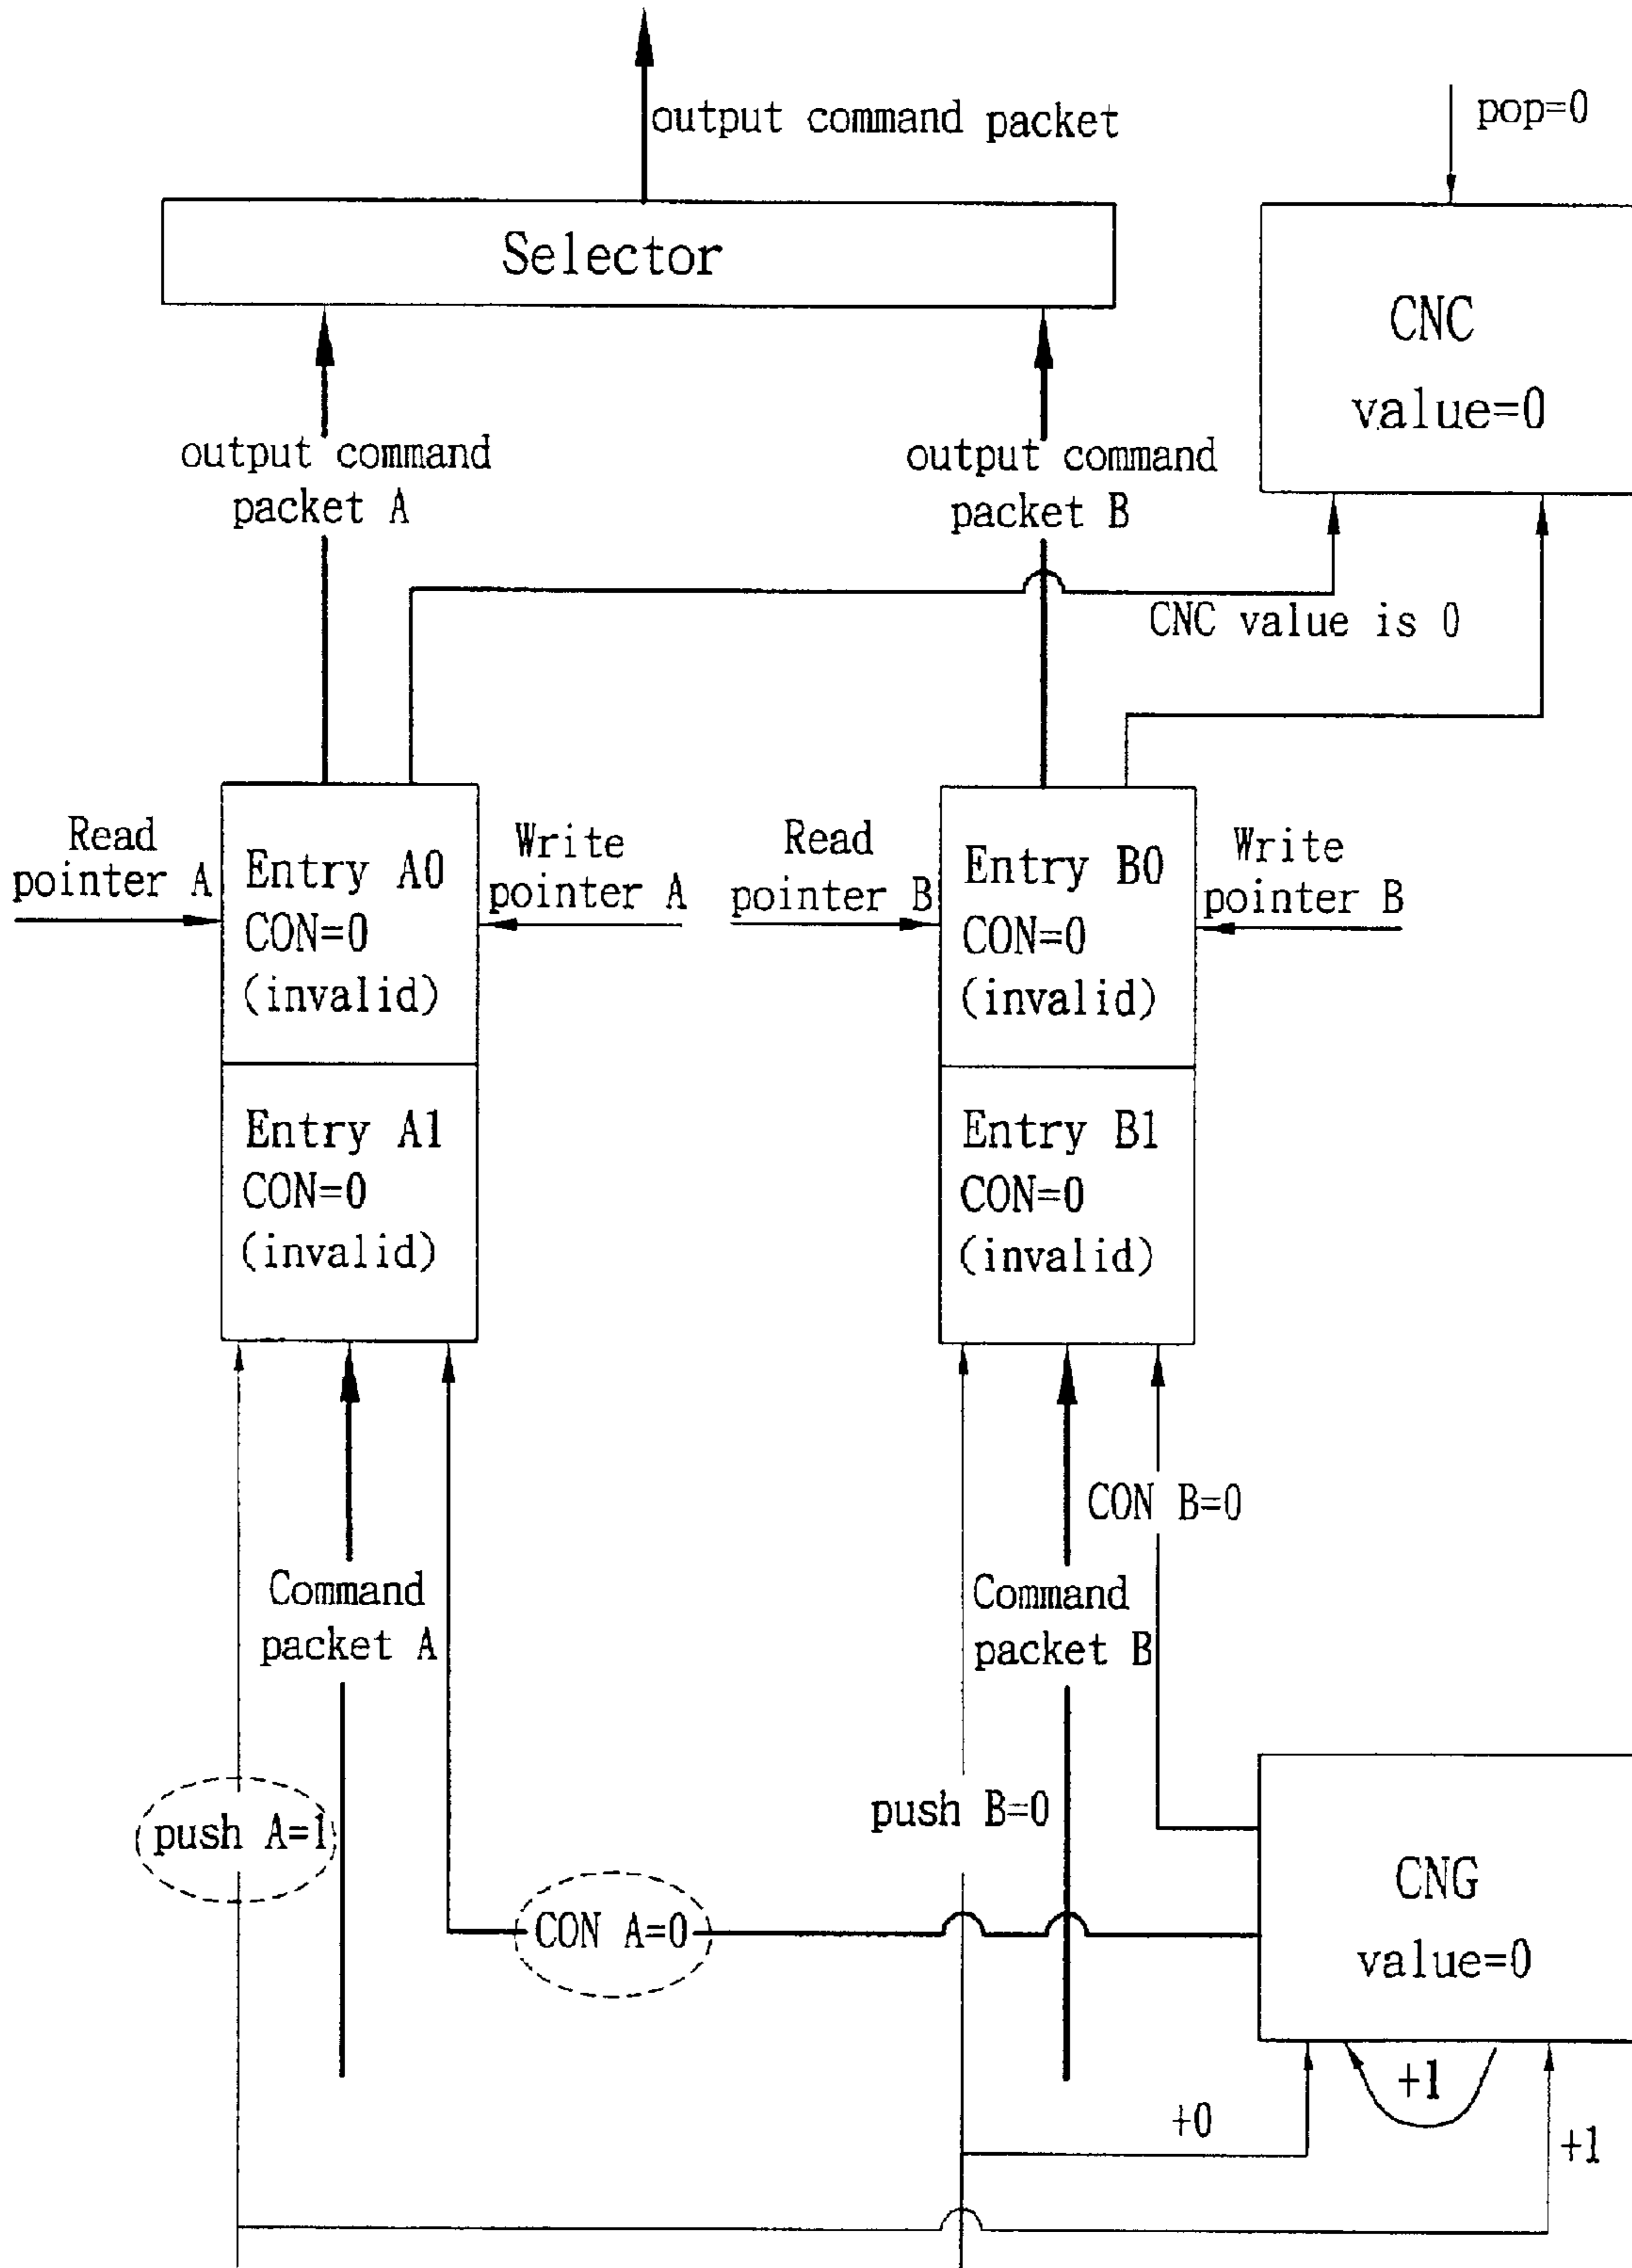 output command packet
pop=0
Selector
CNC
value=0
output command
packet A
output command
packet B
CNC value is 0
Read
pointer A
Entry A0
CON=0
(invalid)
Write
pointer A
Read
pointer B
Entry B0
CON=0
(invalid)
Write
pointer B
Entry A1
CON=0
(invalid)
Entry B1
CON=0
(invalid)
CON B=0
Command
packet A
Command
packet B
push A=1
push B=0
CON A=0
CNG
value=0
+1
+0
+1